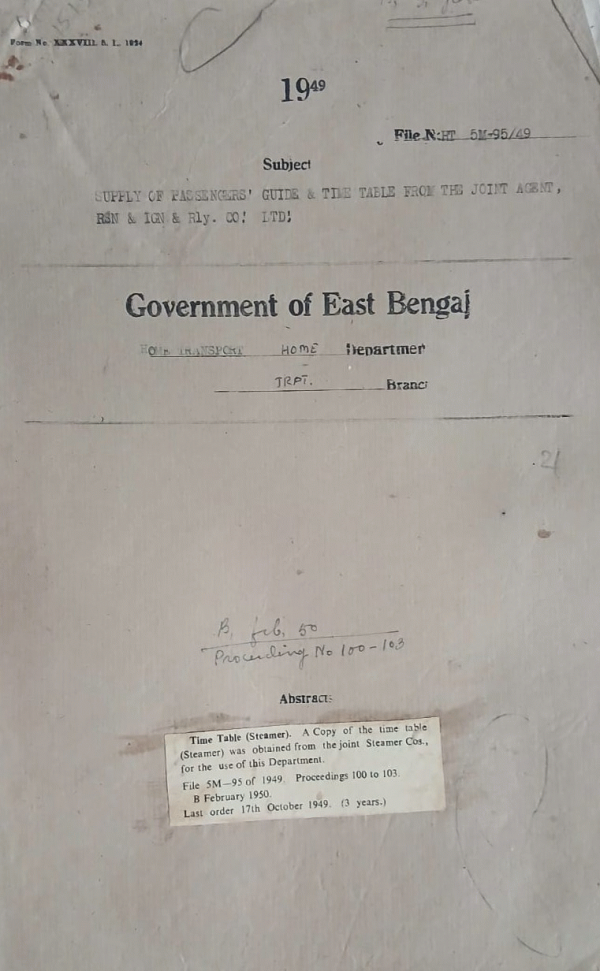 Form No. XXXVIII. S. L. 1894
1949
File No. HT 5M-95/49
Subject
SUPPLY OF PASSENGERS' GUIDE & TIME TABLE FROM THE JOINT AGENT,
RSN & IGN & Rly. CO: LTD:
Government of East Bengal
TRANSPORT HOME Department
TRPT. Branch
21
B, feb, 50
Proceeding No 100-103
Abstract:
Time Table (Steamer). A Copy of the time table
(Steamer) was obtained from the joint Steamer Cos.,
for the use of this Department.
File 5M—95 of 1949. Proceedings 100 to 103.
B February 1950.
Last order 17th October 1949. (3 years.)